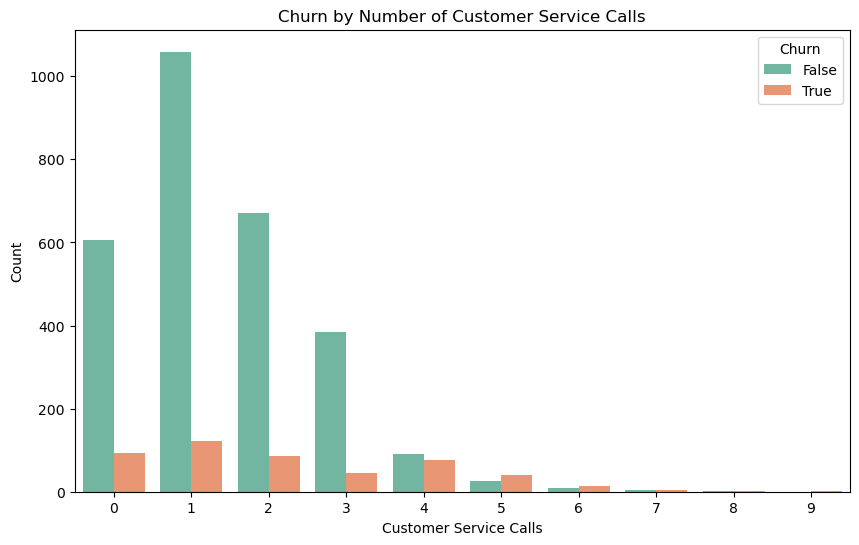 Churn by Number of Customer Service Calls
Churn
False
True
Count
1000
800
600
400
200
0
0 1 2 3 4 5 6 7 8 9
Customer Service Calls